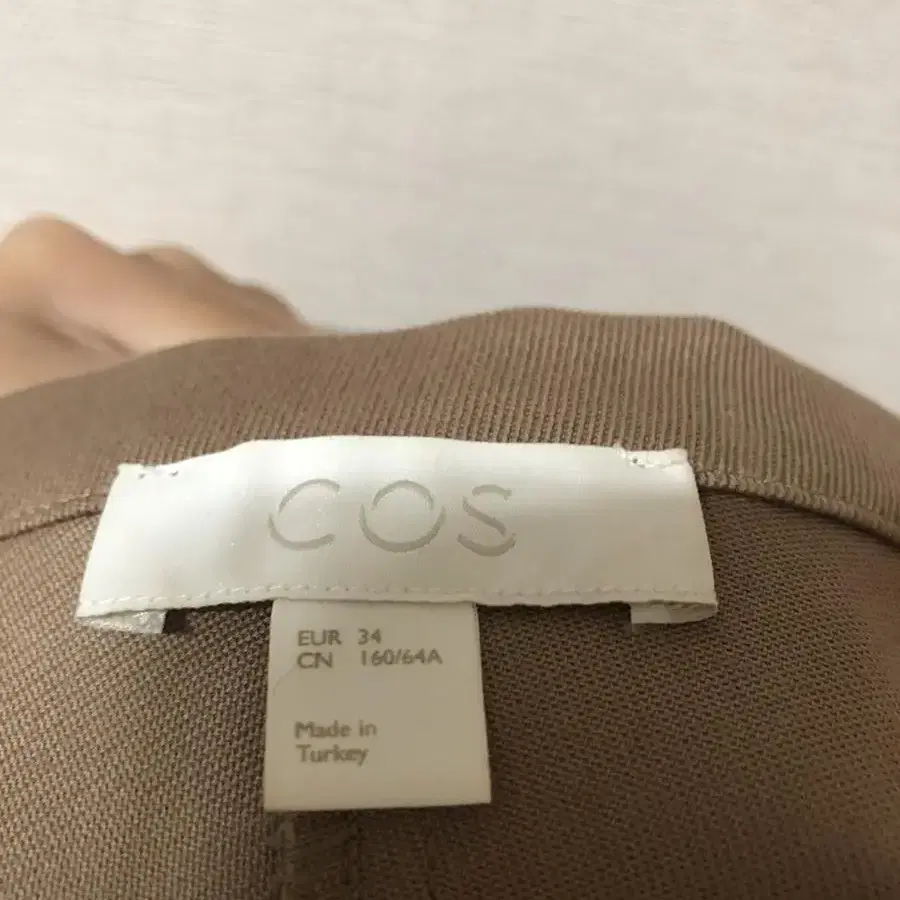 COS
EUR 34
CN 160/64A
Made in
Turkey